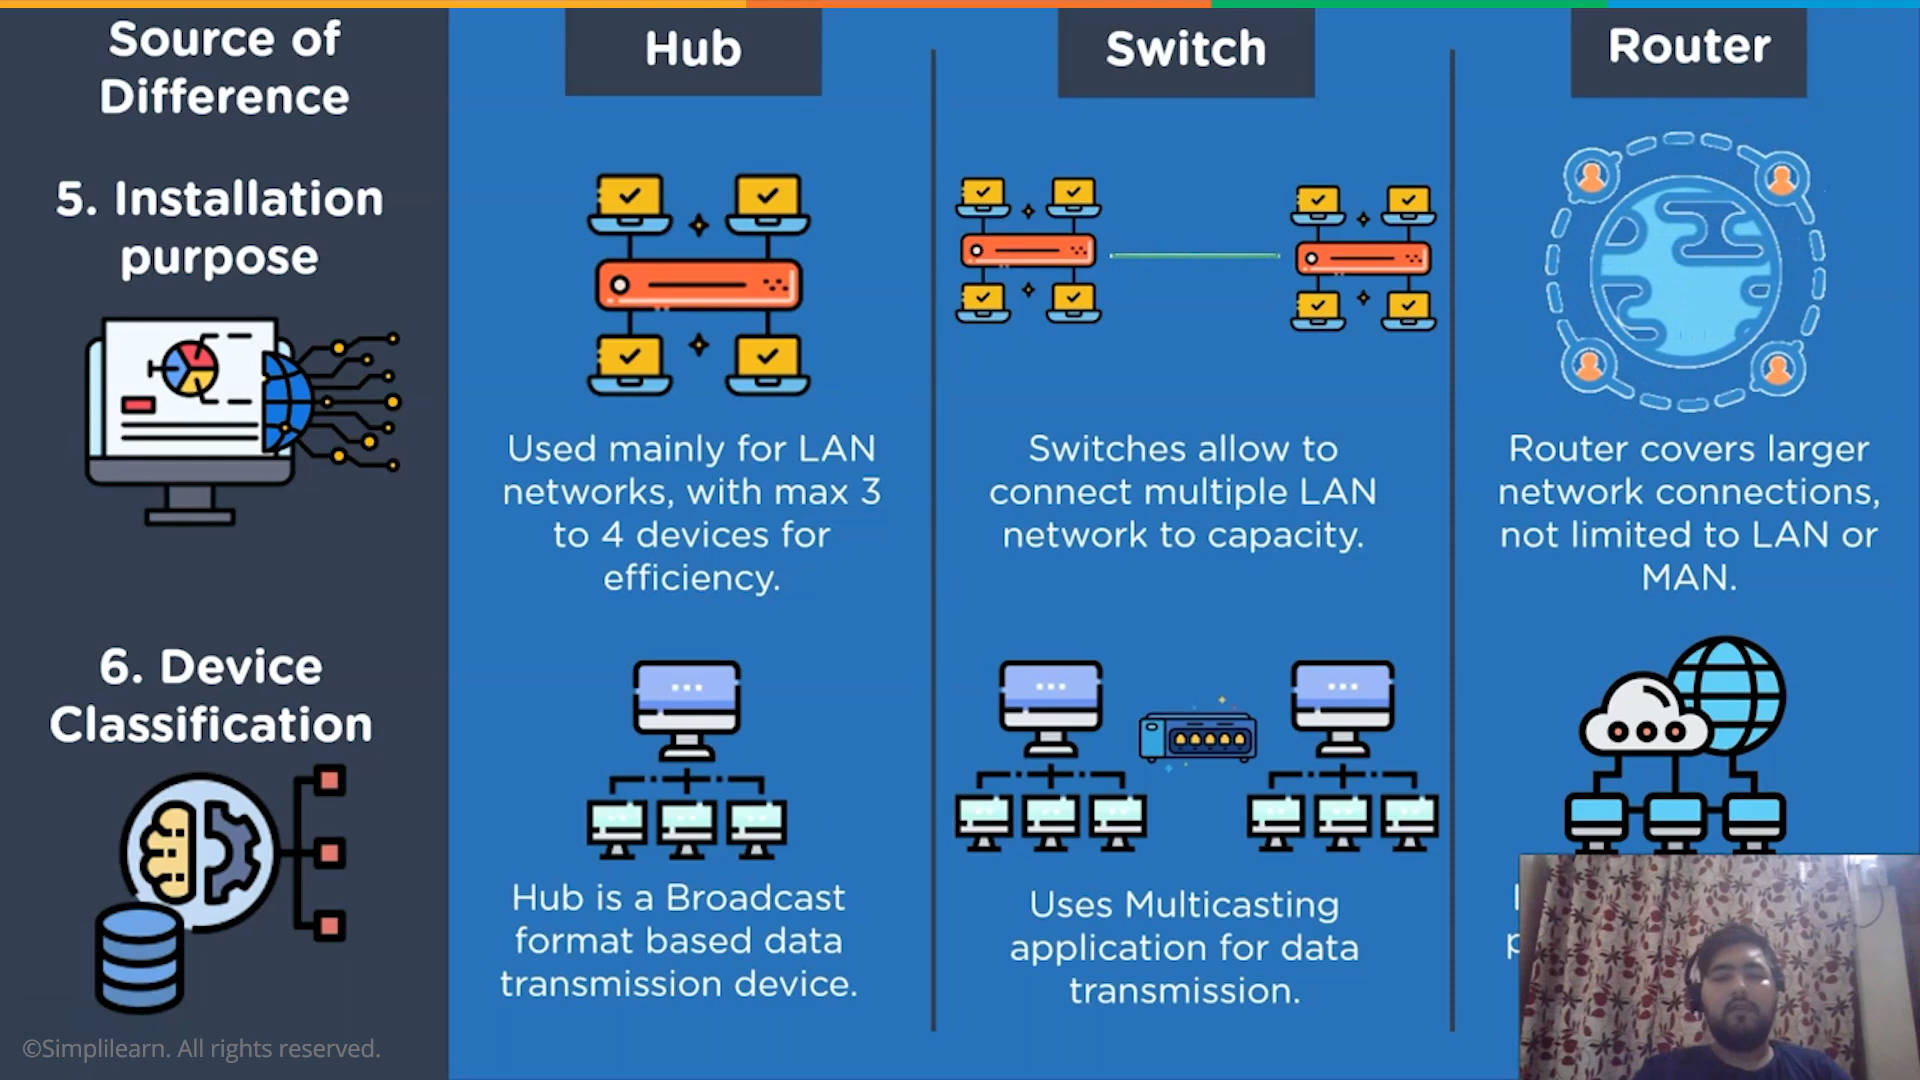 Source of
Difference
Hub
Switch
Router
5. Installation
purpose
Used mainly for LAN
networks, with max 3
to 4 devices for
efficiency.
Switches allow to
connect multiple LAN
network to capacity.
Router covers larger
network connections,
not limited to LAN or
MAN.
6. Device
Classification
Hub is a Broadcast
format based data
transmission device.
Uses Multicasting
application for data
transmission.
©Simplilearn. All rights reserved.